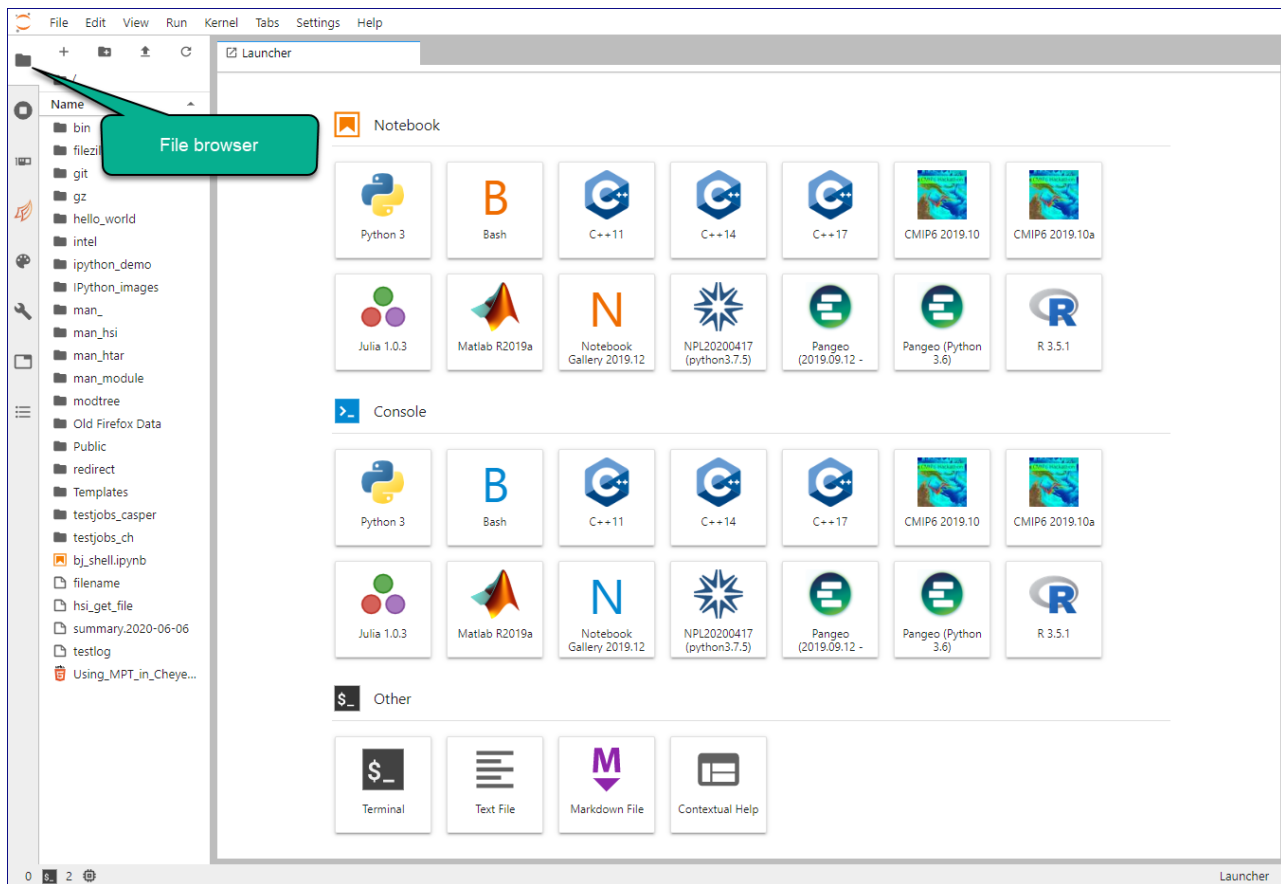 File Edit View Run Kernel Tabs Settings Help
Launcher
/
Name
File browser
bin
filezil
git
gz
hello_world
intel
ipython_demo
IPython_images
man_
man_hsi
man_htar
man_module
modtree
Old Firefox Data
Public
redirect
Templates
testjobs_casper
testjobs_ch
bj_shell.ipynb
filename
hsi_get_file
summary.2020-06-06
testlog
Using_MPT_in_Cheye...
Notebook
B
Python 3 Bash C++11 C++14 C++17 CMIP6 2019.10 CMIP6 2019.10a
N
R
Julia 1.0.3 Matlab R2019a Notebook NPL20200417 Pangeo Pangeo (Python R 3.5.1
Gallery 2019.12 (python3.7.5) (2019.09.12 - 3.6)
Console
B
Python 3 Bash C++11 C++14 C++17 CMIP6 2019.10 CMIP6 2019.10a
N
R
Julia 1.0.3 Matlab R2019a Notebook NPL20200417 Pangeo Pangeo (Python R 3.5.1
Gallery 2019.12 (python3.7.5) (2019.09.12 - 3.6)
$_ Other
$_ M
Terminal Text File Markdown File Contextual Help
0 $_ 2 Launcher